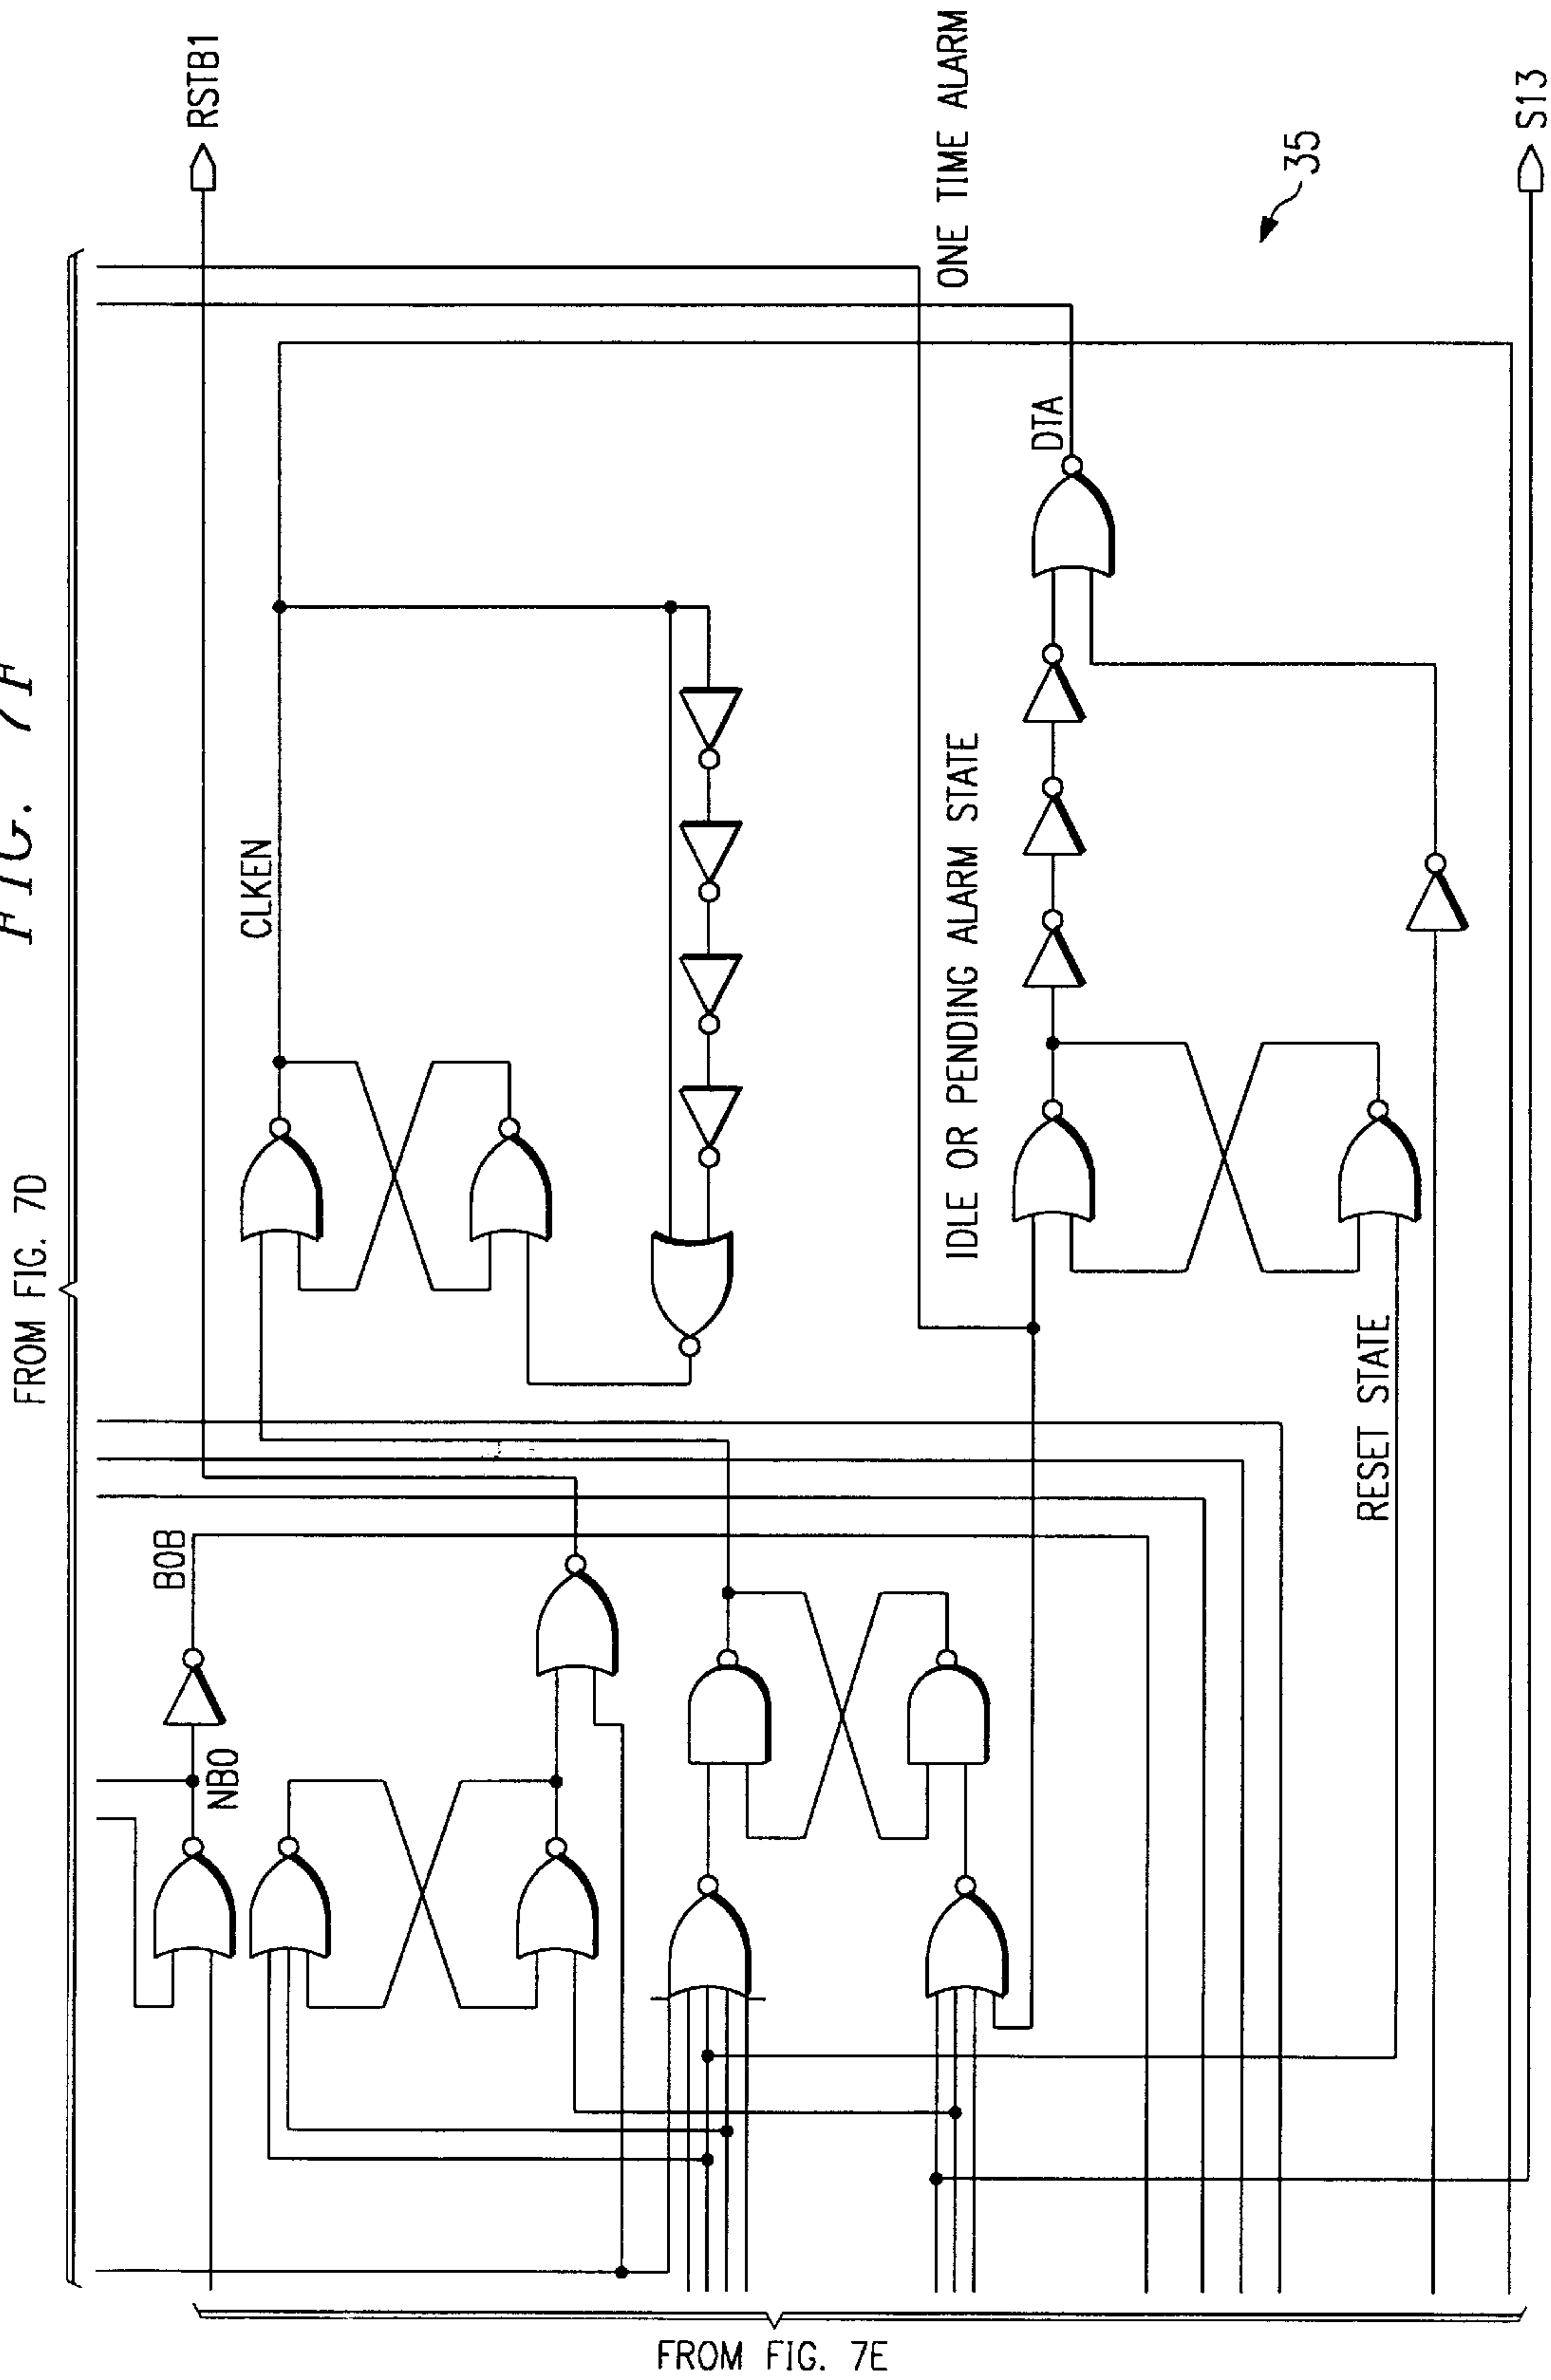 FIG. 7F
FROM FIG. 7D
RSTB1
CLKEN
BOB
NBO
ONE TIME ALARM
IDLE OR PENDING ALARM STATE
DTA
35
RESET STATE
S13
FROM FIG. 7E